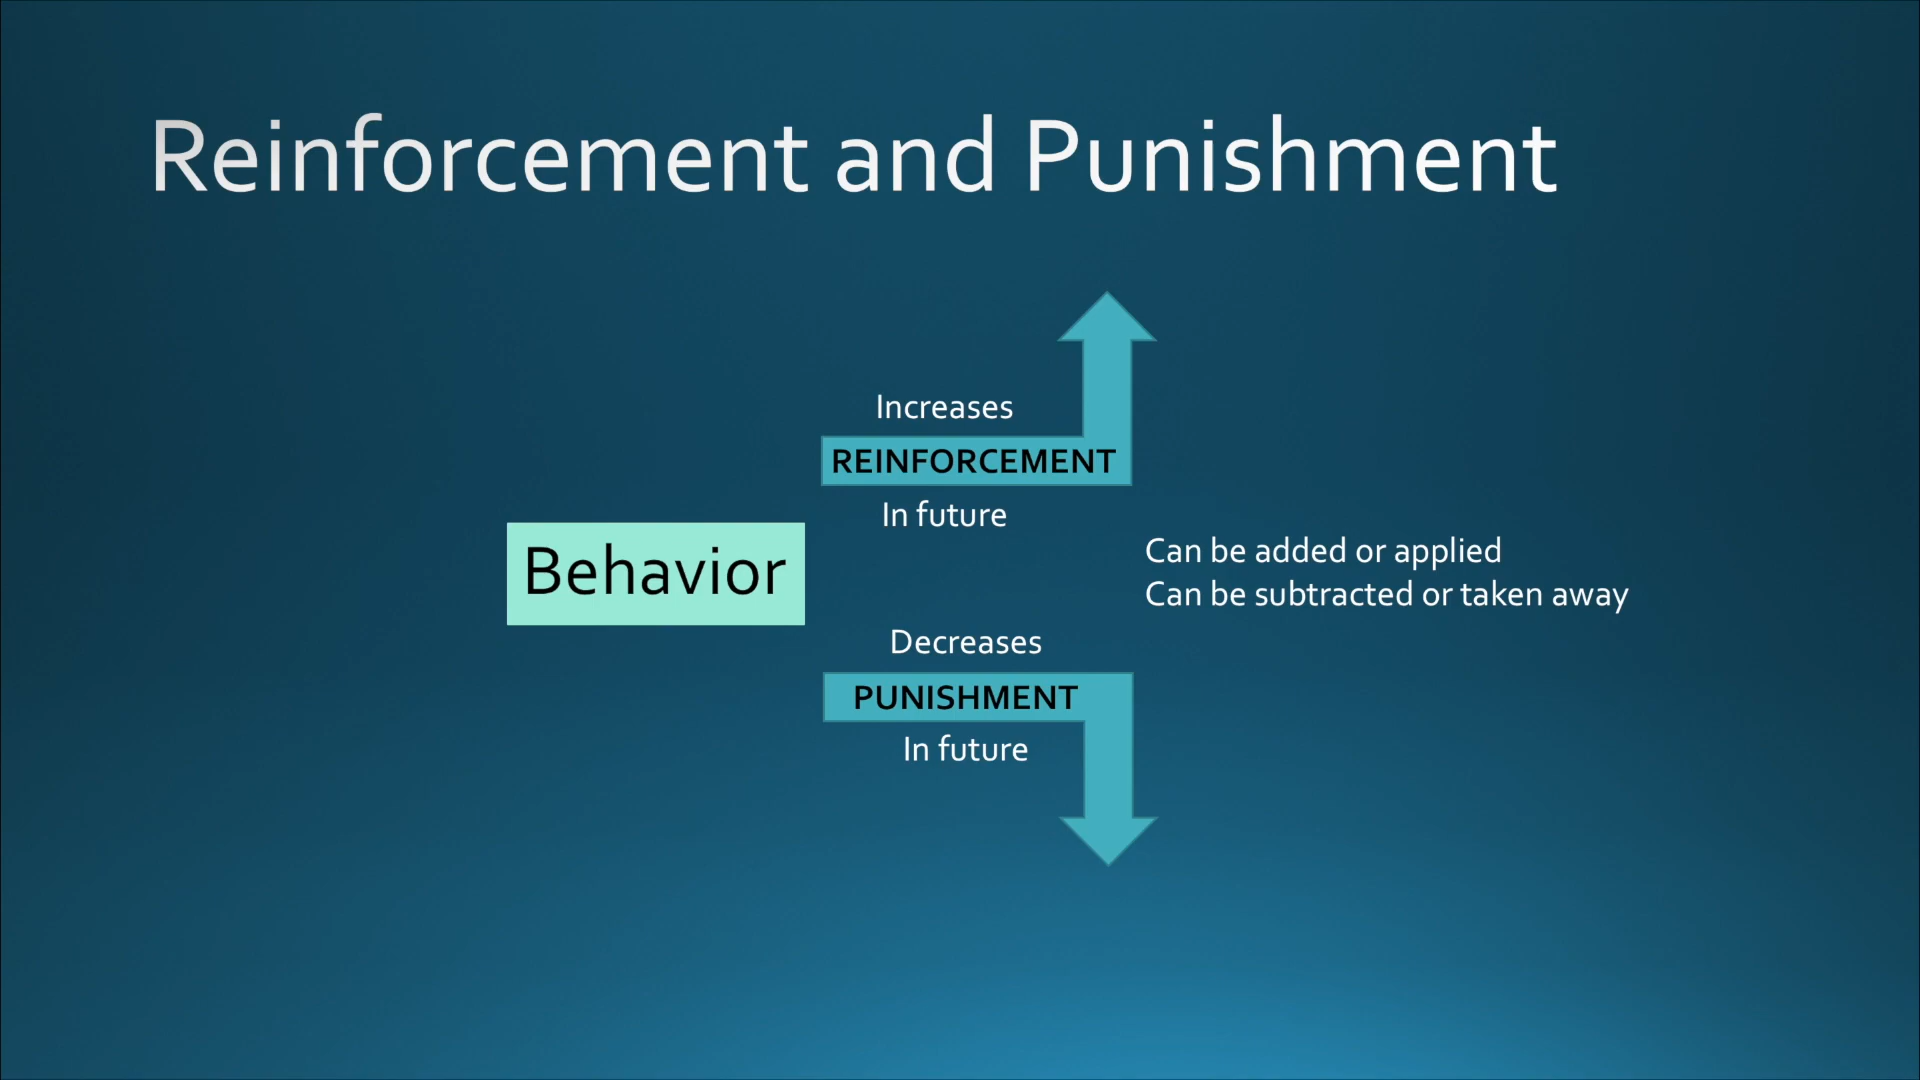 Reinforcement and Punishment
Increases
REINFORCEMENT
In future
Behavior
Can be added or applied
Can be subtracted or taken away
Decreases
PUNISHMENT
In future